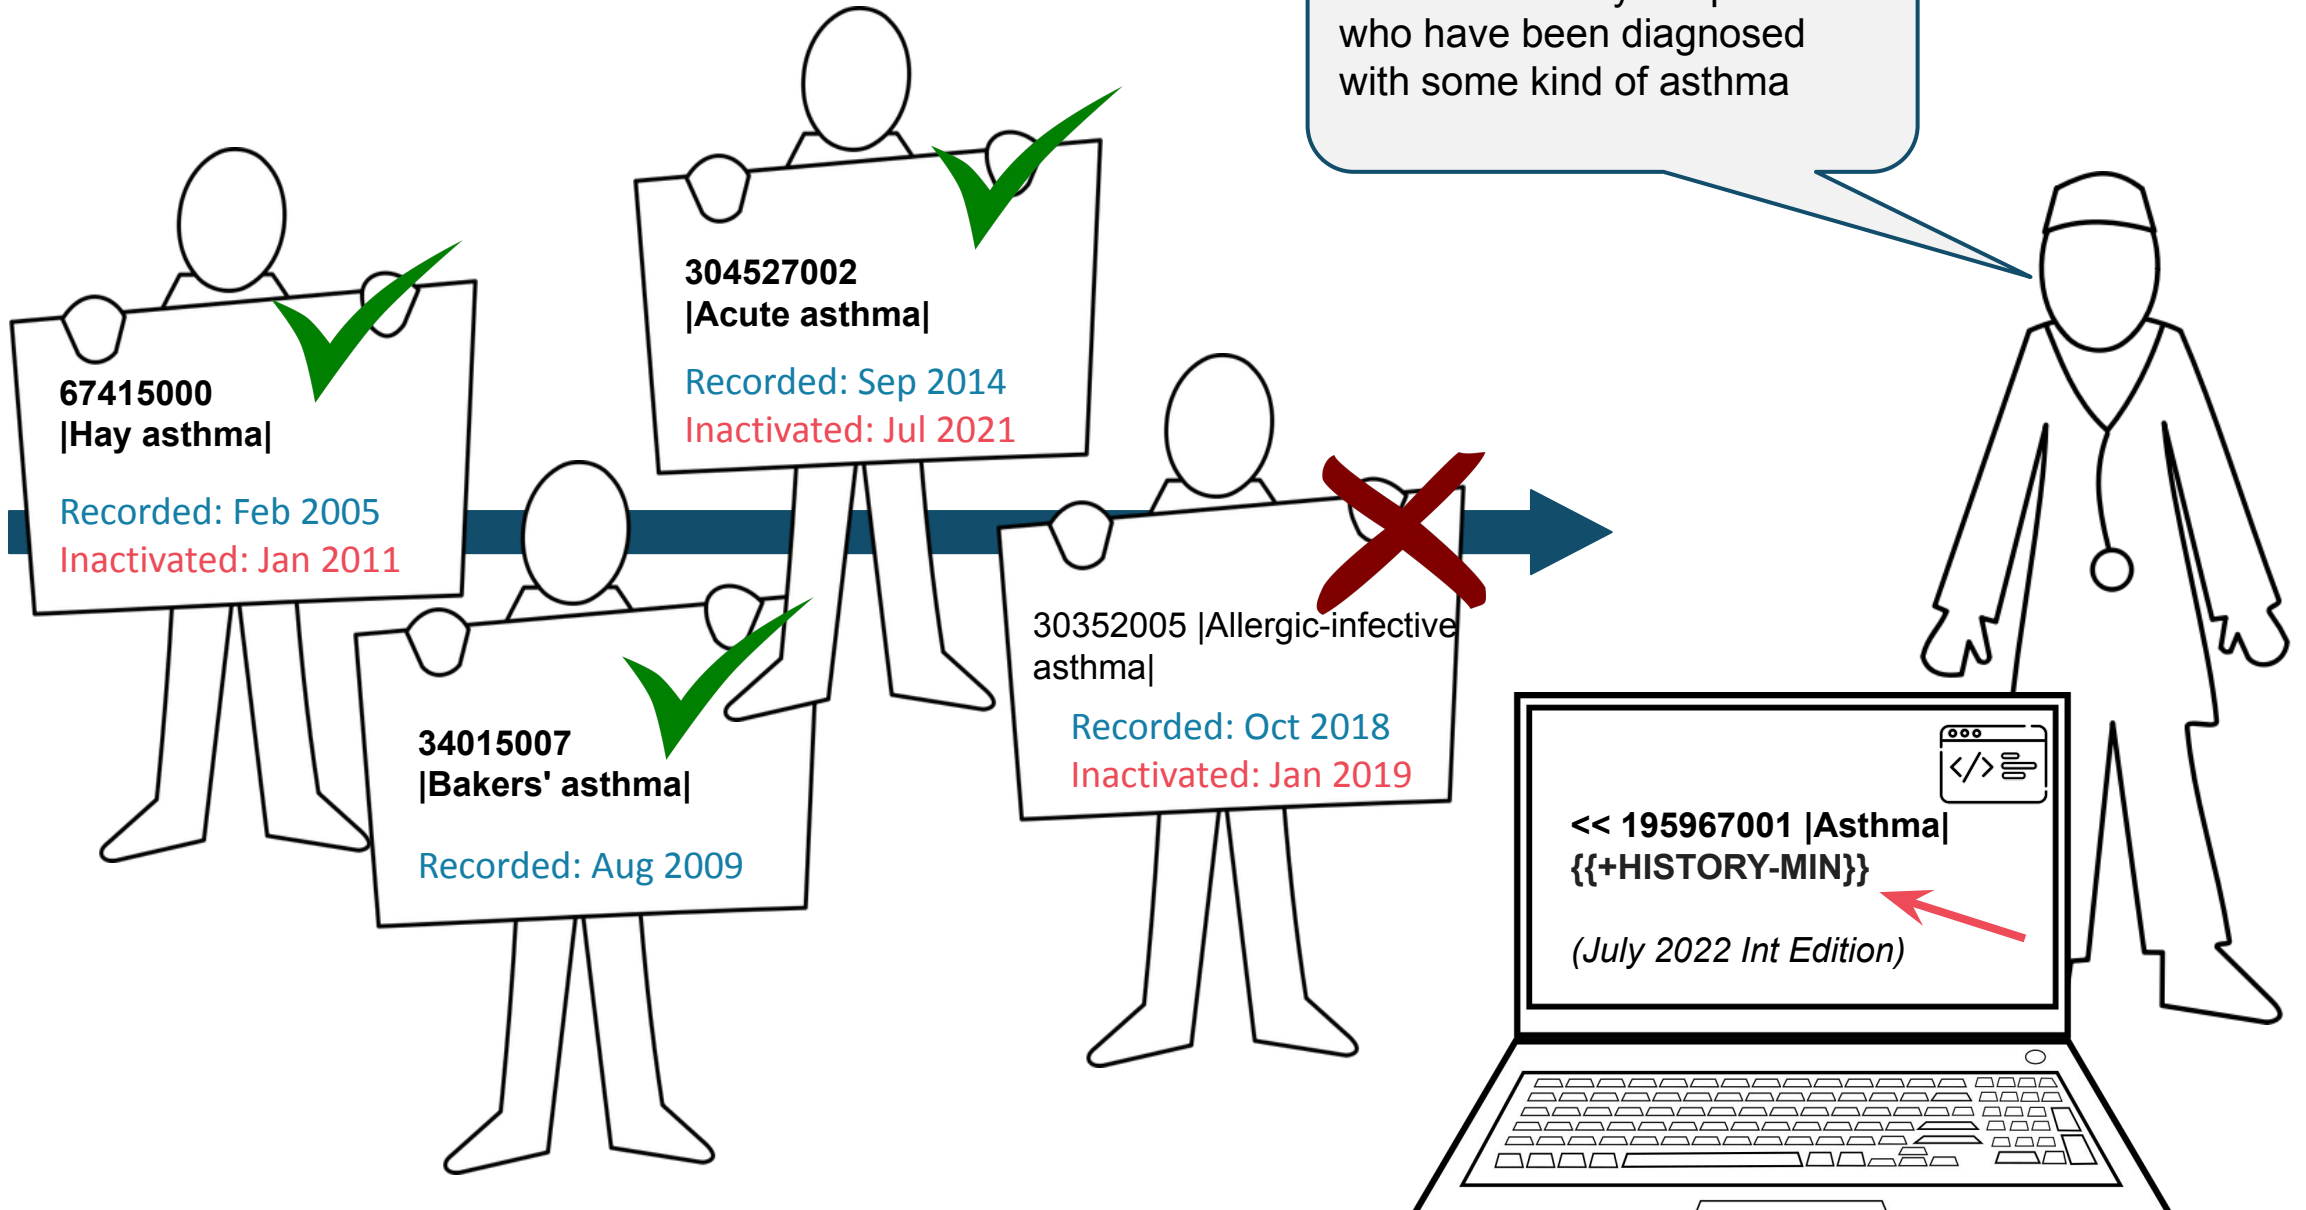 who have been diagnosed
with some kind of asthma
304527002
|Acute asthma|
Recorded: Sep 2014
Inactivated: Jul 2021
67415000
|Hay asthma|
Recorded: Feb 2005
Inactivated: Jan 2011
30352005 |Allergic-infective
asthma|
Recorded: Oct 2018
Inactivated: Jan 2019
34015007
|Bakers' asthma|
Recorded: Aug 2009
</>
<< 195967001 |Asthma|
{{+HISTORY-MIN}}
(July 2022 Int Edition)